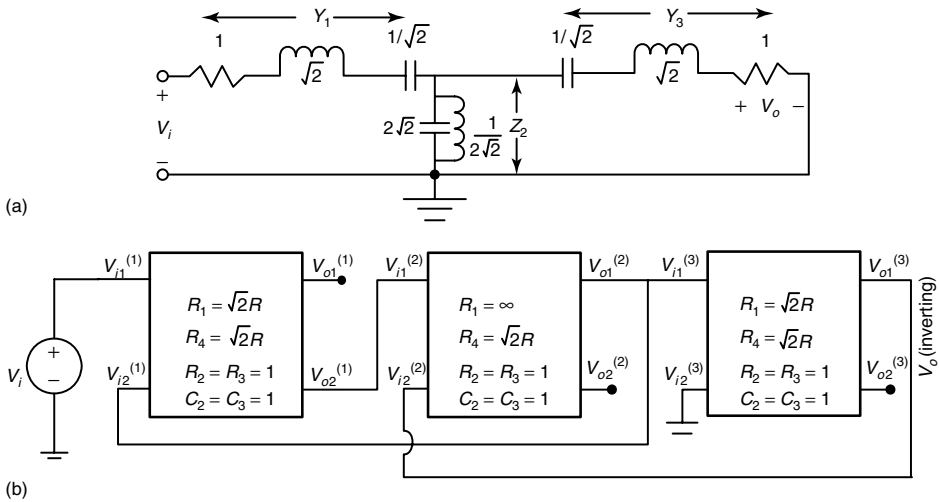 Y₁
Y₃
1
1/√2
1/√2
1
√2
√2
+
Vᵢ
−
2√2
1/2√2
Z₂
+ Vₒ −
(a)
Vᵢ₁⁽¹⁾
Vₒ₁⁽¹⁾
Vᵢ₁⁽²⁾
Vₒ₁⁽²⁾
Vᵢ₁⁽³⁾
Vₒ₁⁽³⁾
R₁ = √2R
R₄ = √2R
R₂ = R₃ = 1
C₂ = C₃ = 1
R₁ = ∞
R₄ = √2R
R₂ = R₃ = 1
C₂ = C₃ = 1
R₁ = √2R
R₄ = √2R
R₂ = R₃ = 1
C₂ = C₃ = 1
Vₒ (inverting)
Vᵢ
+
−
Vᵢ₂⁽¹⁾
Vₒ₂⁽¹⁾
Vᵢ₂⁽²⁾
Vₒ₂⁽²⁾
Vᵢ₂⁽³⁾
Vₒ₂⁽³⁾
(b)